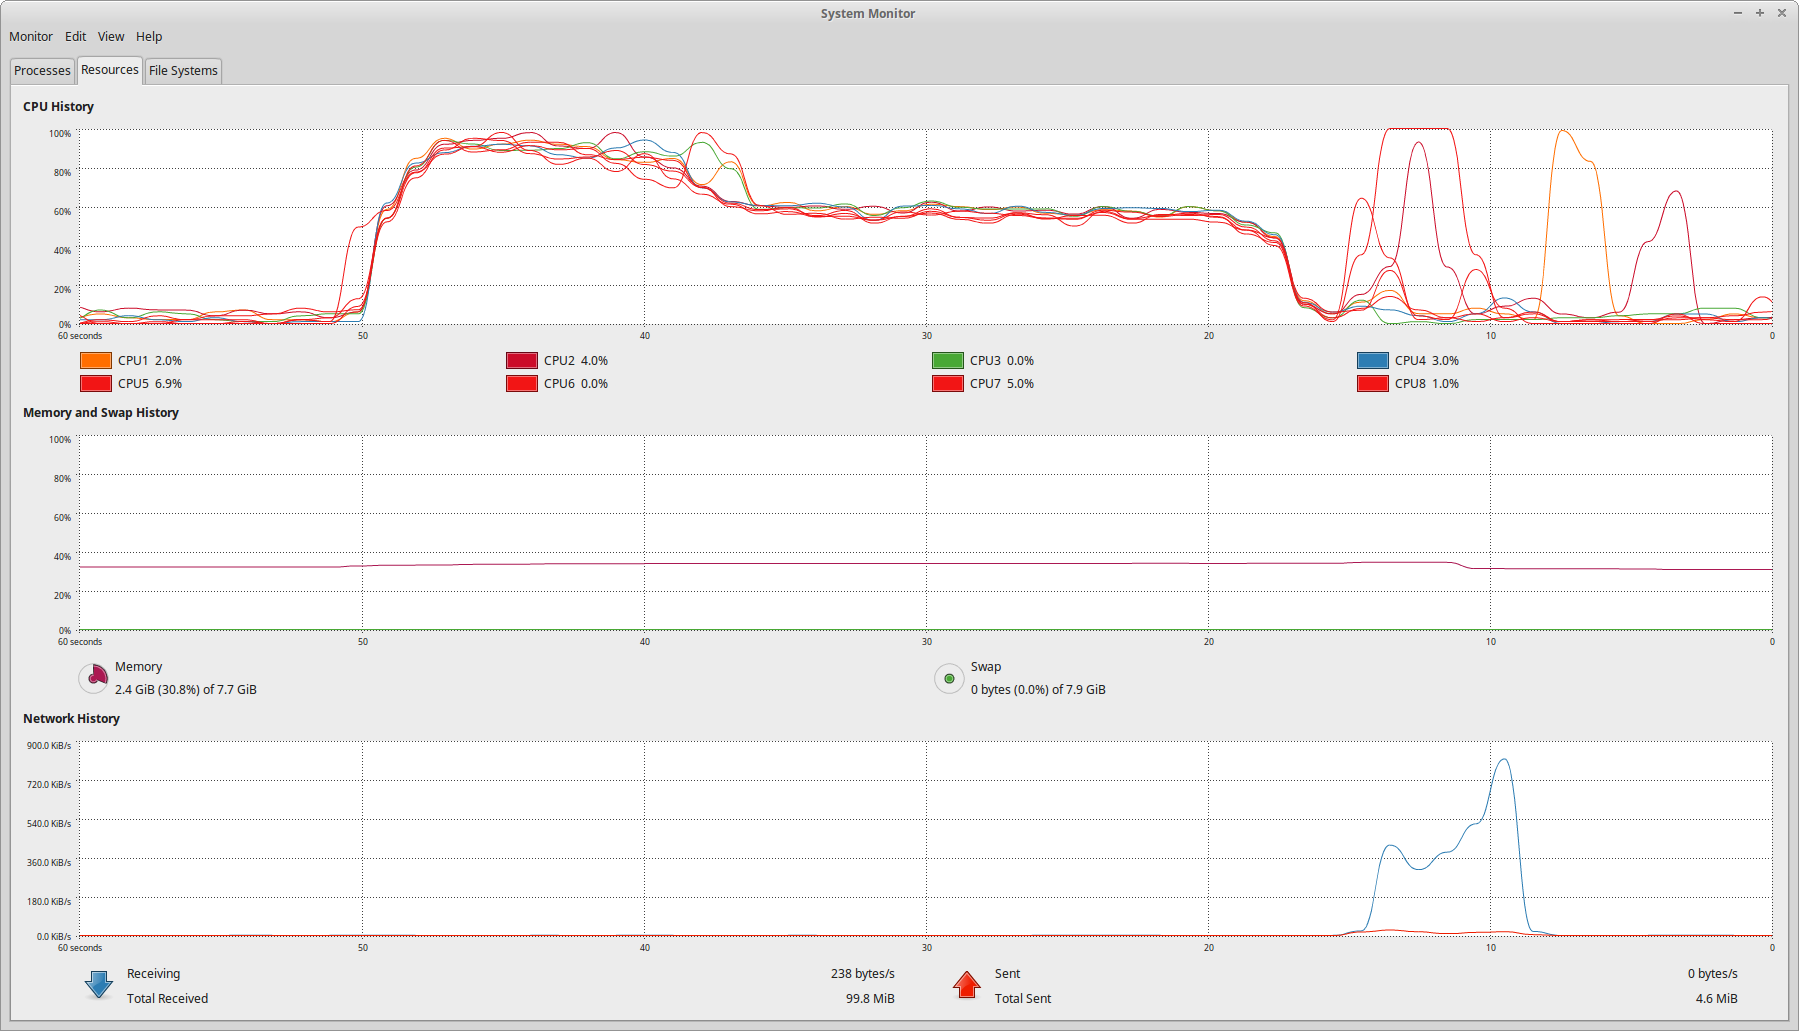 System Monitor
Monitor Edit View Help
Processes Resources File Systems
CPU History
100%
80%
60%
40%
20%
0%
60 seconds 50 40 30 20 10 0
CPU1 2.0% CPU2 4.0% CPU3 0.0% CPU4 3.0%
CPU5 6.9% CPU6 0.0% CPU7 5.0% CPU8 1.0%
Memory and Swap History
100%
80%
60%
40%
20%
0%
60 seconds 50 40 30 20 10 0
Memory Swap
2.4 GiB (30.8%) of 7.7 GiB 0 bytes (0.0%) of 7.9 GiB
Network History
900.0 KiB/s
720.0 KiB/s
540.0 KiB/s
360.0 KiB/s
180.0 KiB/s
0.0 KiB/s
60 seconds 50 40 30 20 10 0
Receiving 238 bytes/s Sent 0 bytes/s
Total Received 99.8 MiB Total Sent 4.6 MiB